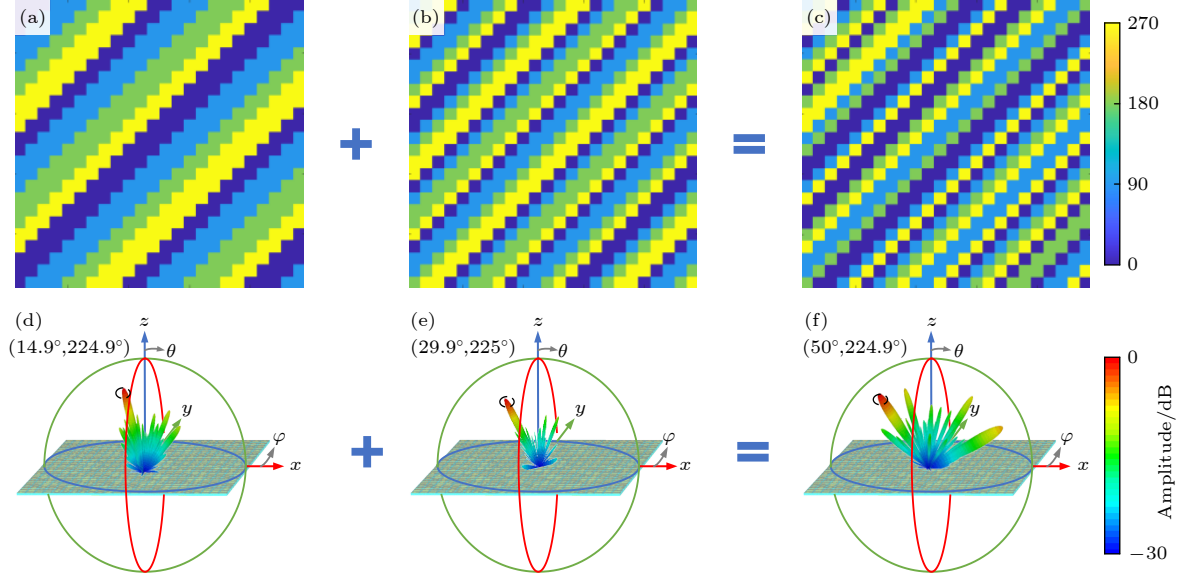 (a)
(b)
(c)
270
180
90
0
+
=
(d)
(14.9°,224.9°)
z
θ
y
φ
x
+
(e)
(29.9°,225°)
z
θ
y
φ
x
=
(f)
(50°,224.9°)
z
θ
y
φ
x
0
Amplitude/dB
−30